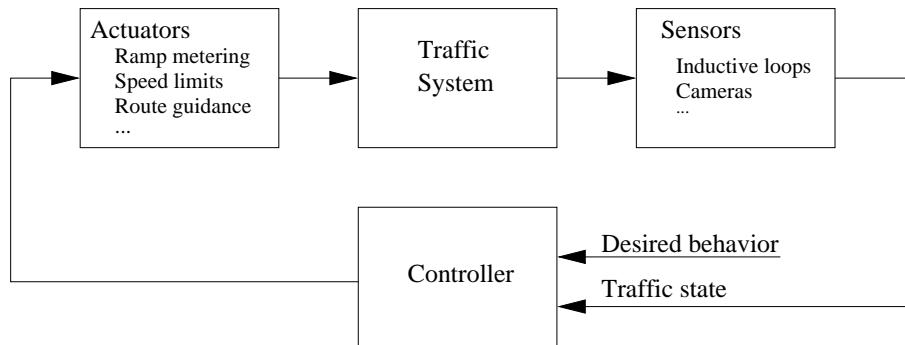 Actuators
Ramp metering
Speed limits
Route guidance
...
Traffic
System
Sensors
Inductive loops
Cameras
...
Controller
Desired behavior
Traffic state